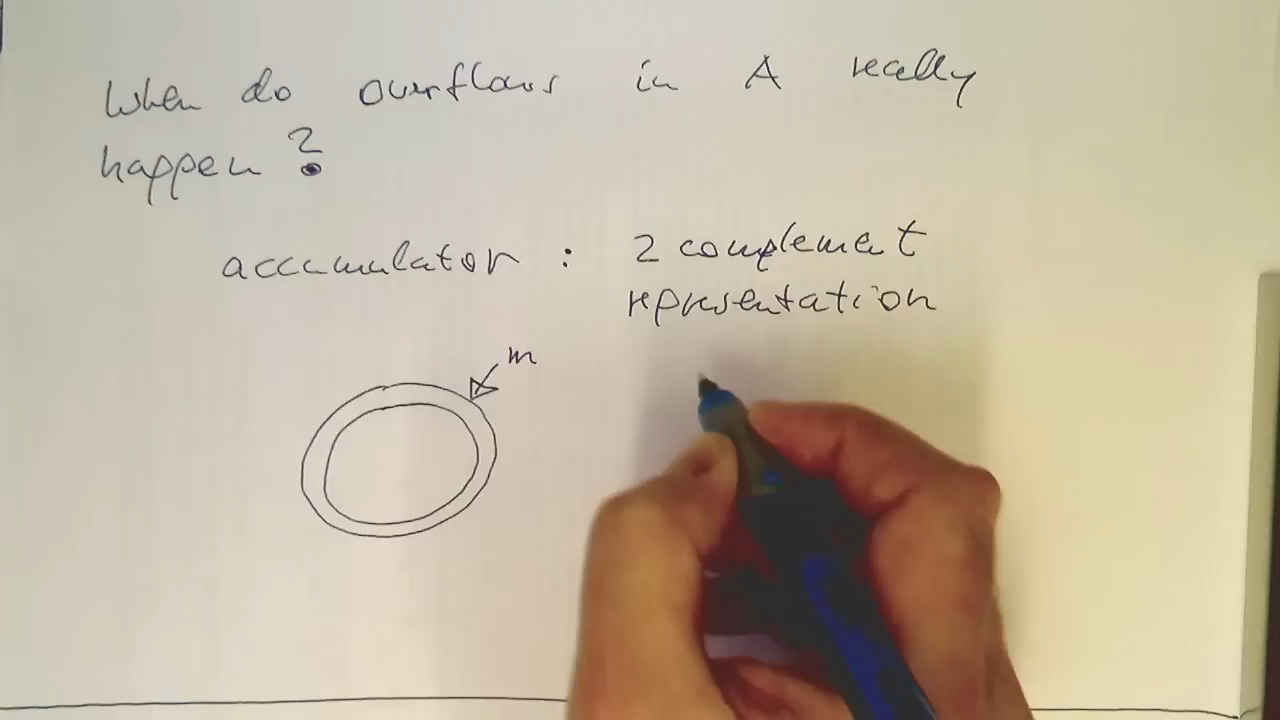 When do overflows in A really
happen ?
accumulator : 2 complement
representation
m